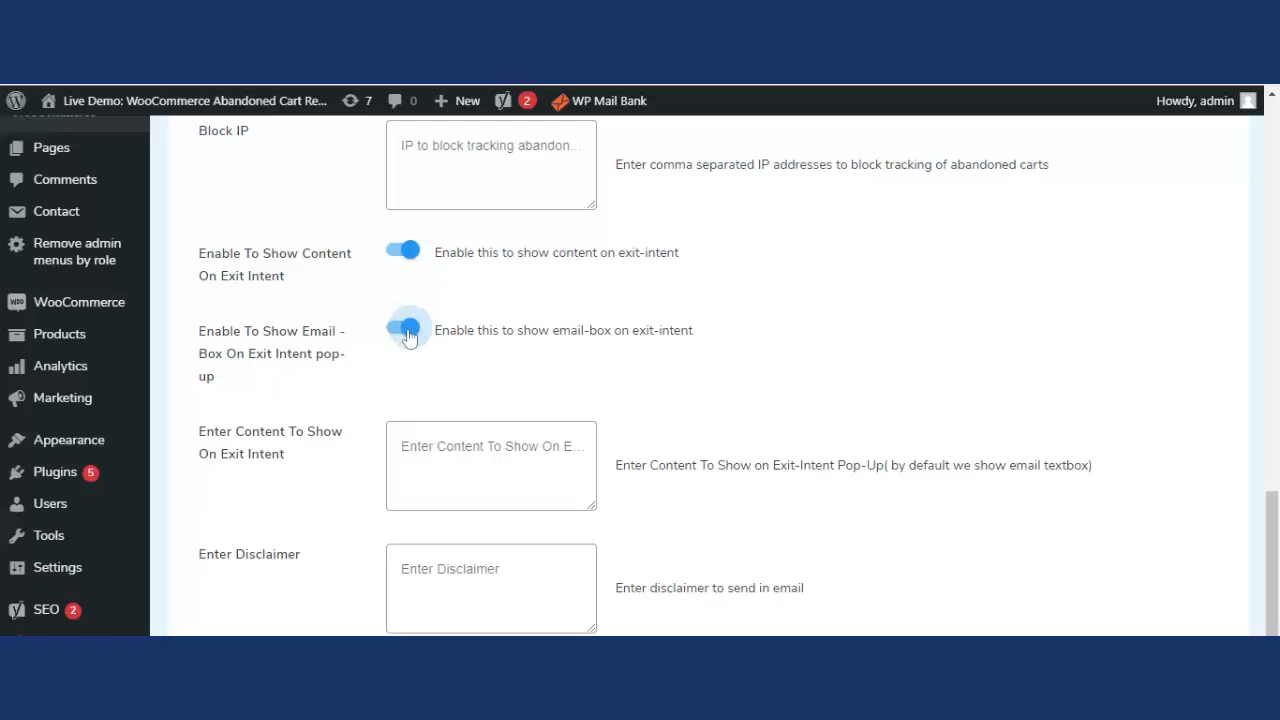 Live Demo: WooCommerce Abandoned Cart Re... 7 0 New 2 WP Mail Bank Howdy, admin
Pages
Comments
Contact
Remove admin
menus by role
WooCommerce
Products
Analytics
Marketing
Appearance
Plugins 5
Users
Tools
Settings
SEO 2
Block IP
IP to block tracking abandon...
Enter comma separated IP addresses to block tracking of abandoned carts
Enable To Show Content
On Exit Intent
Enable this to show content on exit-intent
Enable To Show Email -
Box On Exit Intent pop-
up
Enable this to show email-box on exit-intent
Enter Content To Show
On Exit Intent
Enter Content To Show On E...
Enter Content To Show on Exit-Intent Pop-Up( by default we show email textbox)
Enter Disclaimer
Enter Disclaimer
Enter disclaimer to send in email